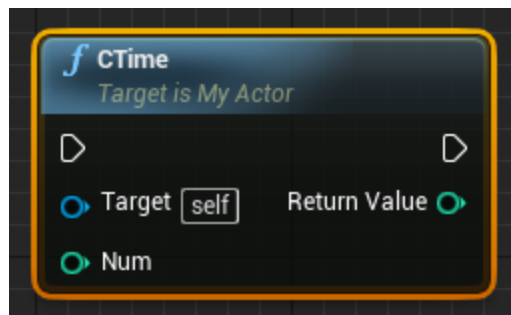 f CTime
Target is My Actor
Target self Return Value
Num